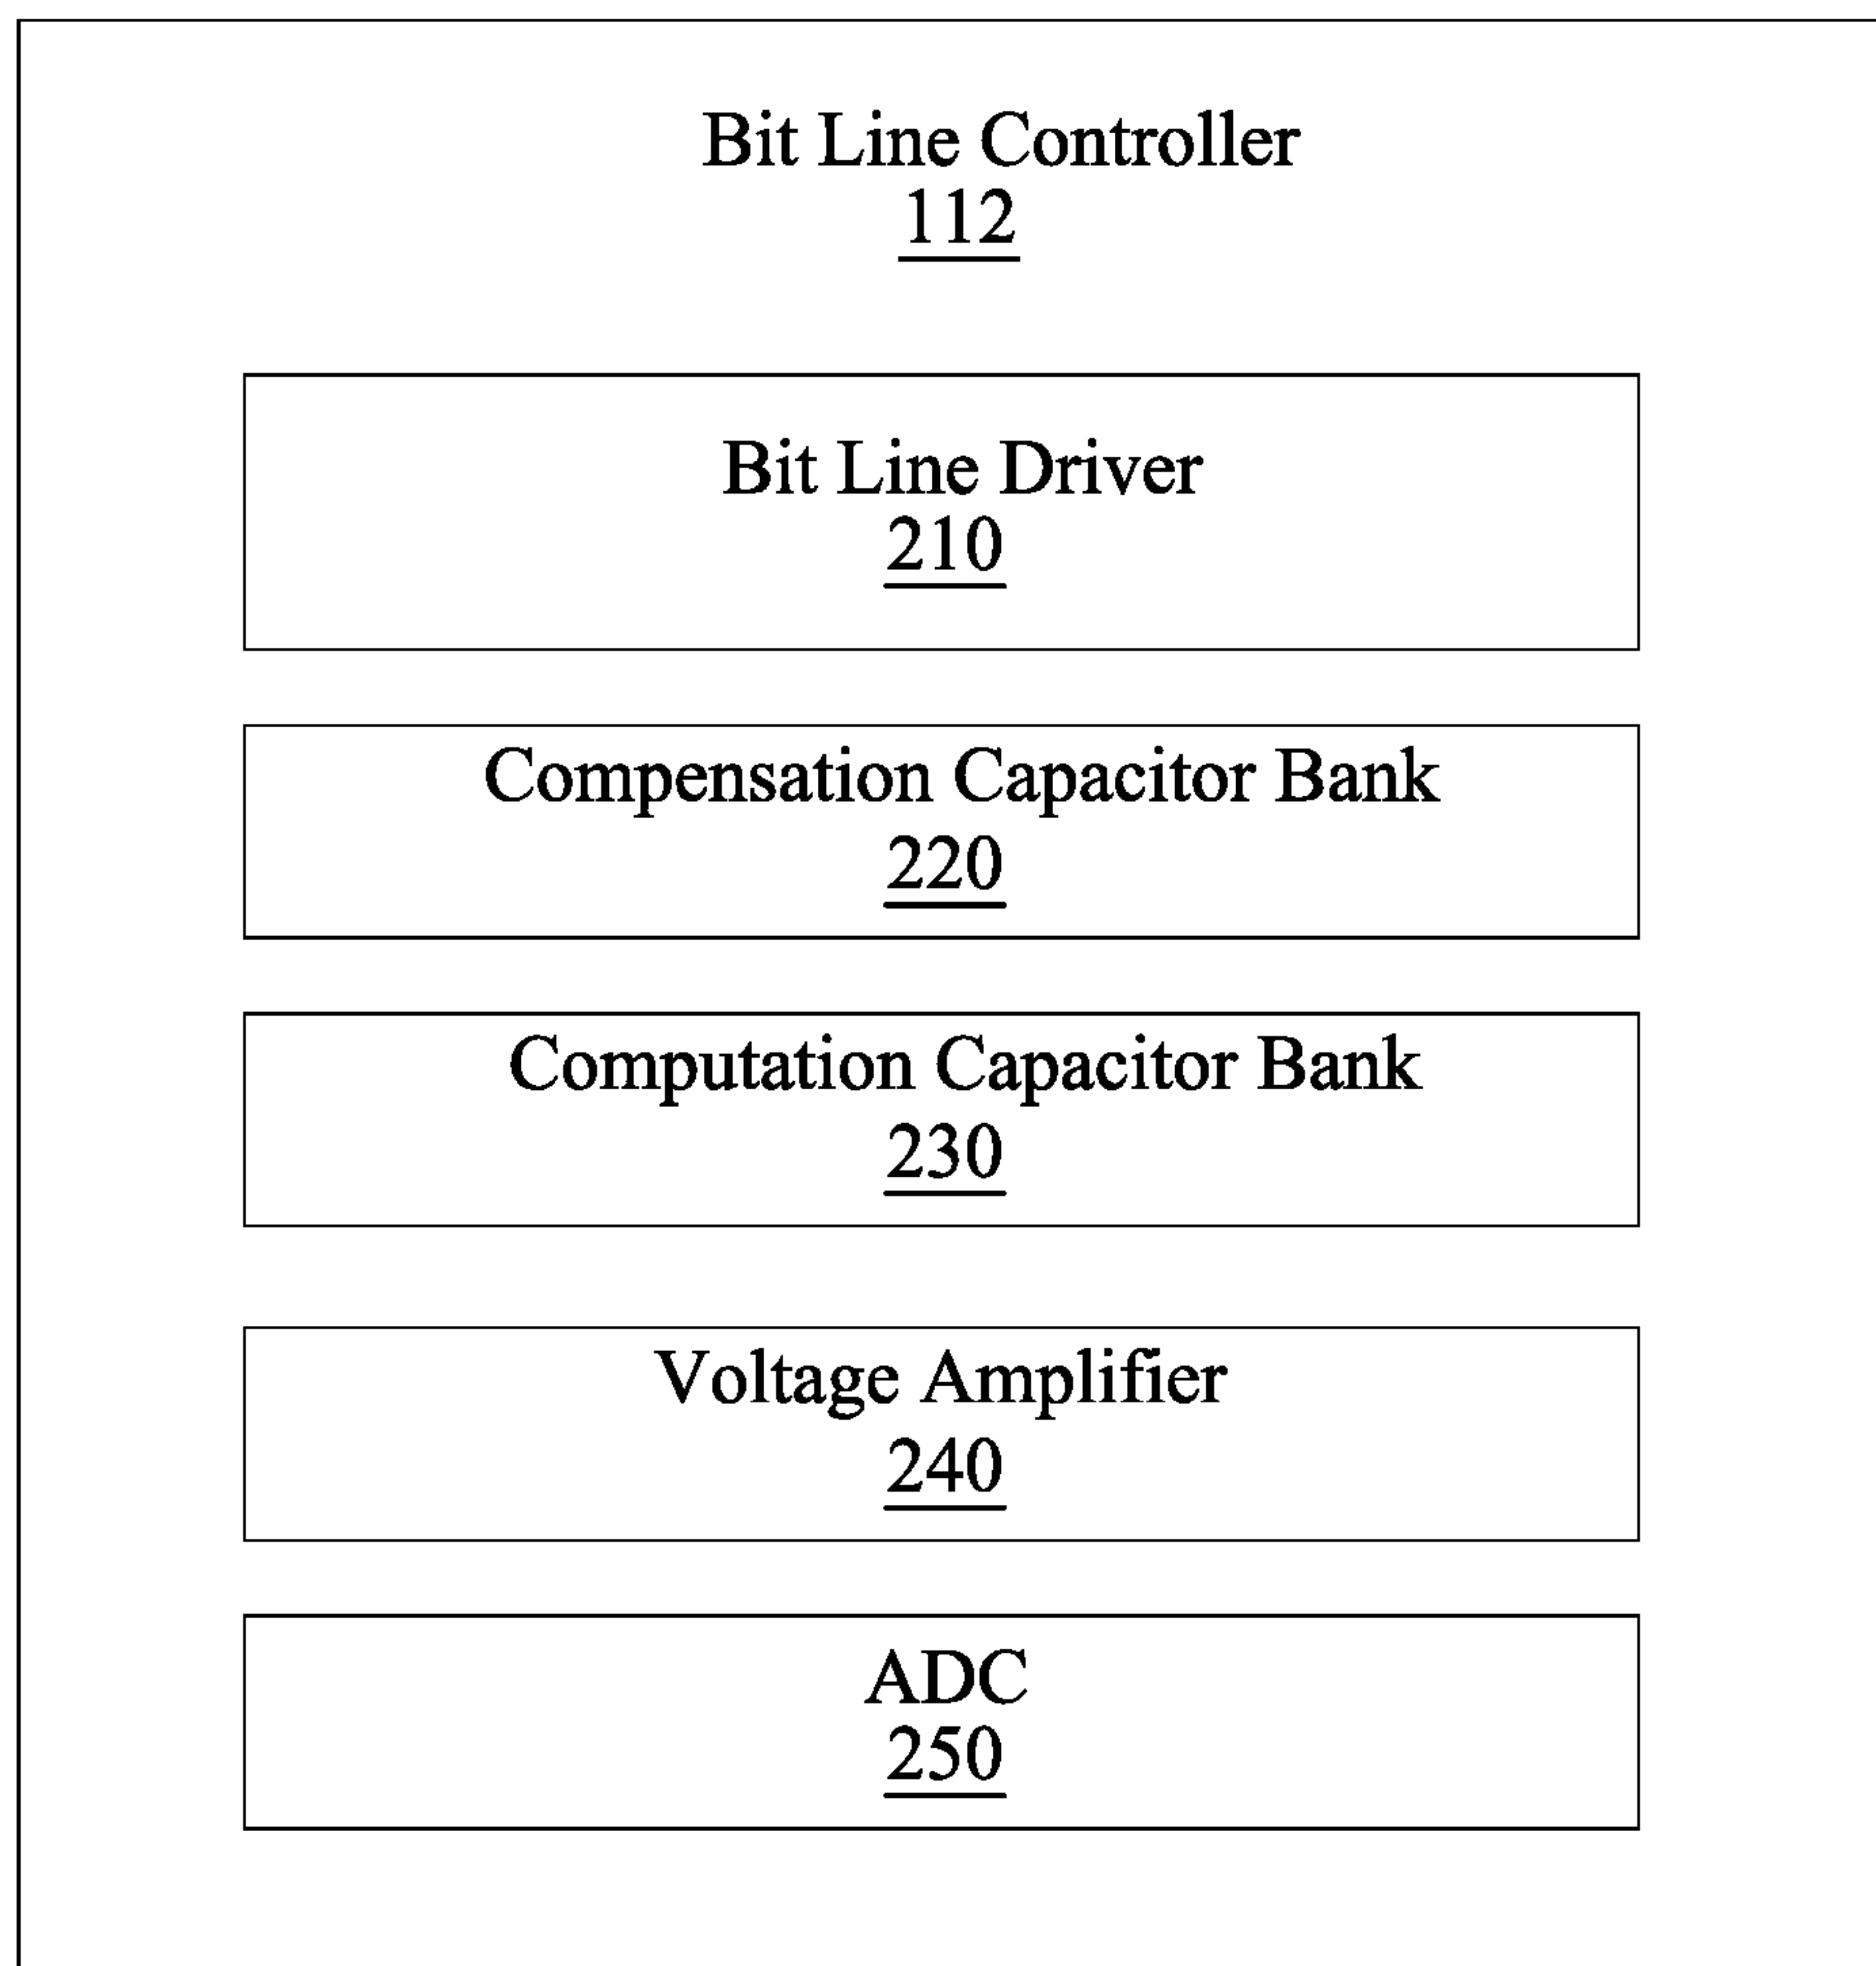 Bit Line Controller
112
Bit Line Driver
210
Compensation Capacitor Bank
220
Computation Capacitor Bank
230
Voltage Amplifier
240
ADC
250